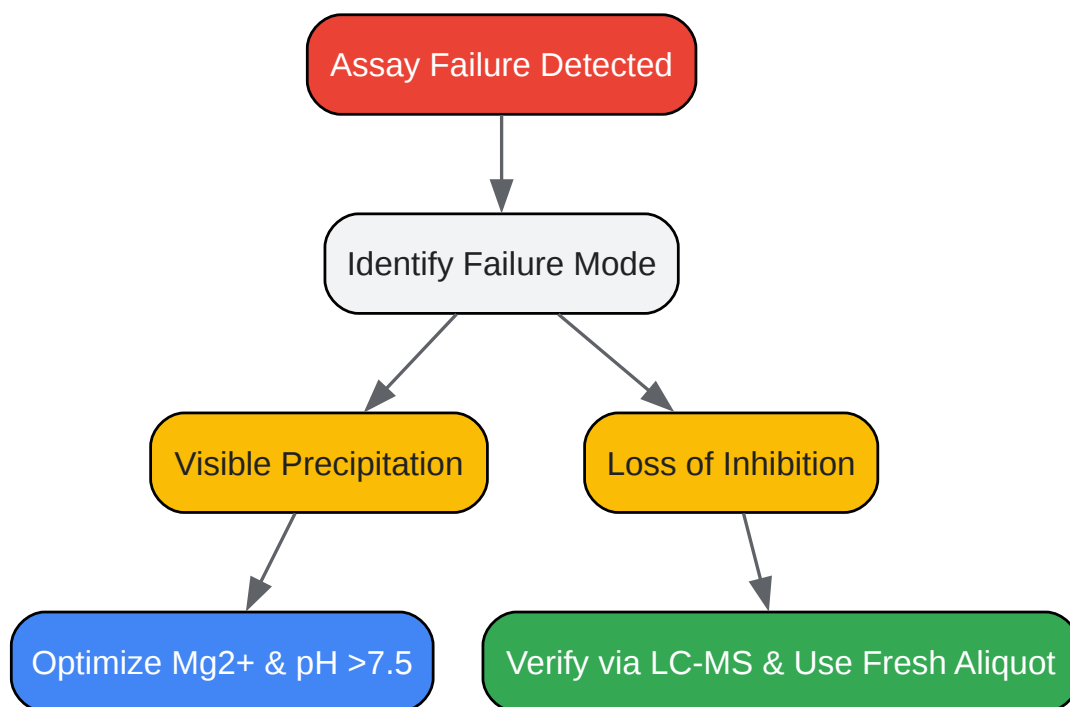 Assay Failure Detected
Identify Failure Mode
Visible Precipitation
Loss of Inhibition
Optimize Mg2+ & pH >7.5
Verify via LC-MS & Use Fresh Aliquot